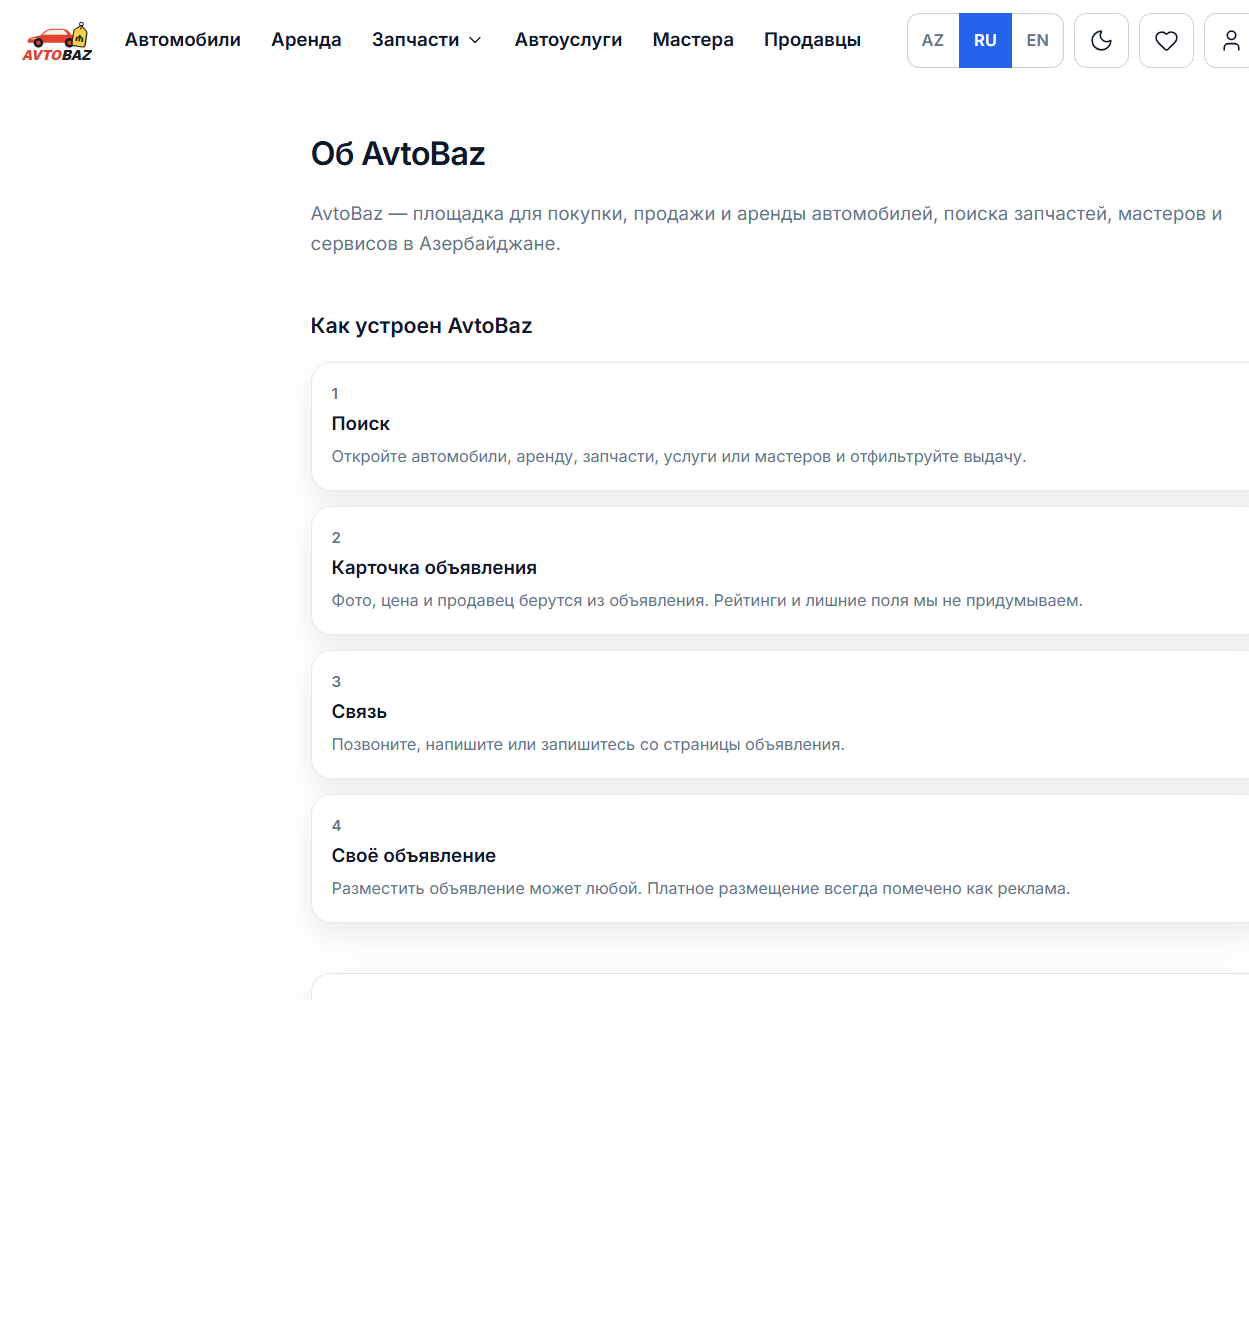 AVTOBAZ
Автомобили Аренда Запчасти Автоуслуги Мастера Продавцы AZ RU EN
Об AvtoBaz
AvtoBaz — площадка для покупки, продажи и аренды автомобилей, поиска запчастей, мастеров и
сервисов в Азербайджане.
Как устроен AvtoBaz
1
Поиск
Откройте автомобили, аренду, запчасти, услуги или мастеров и отфильтруйте выдачу.
2
Карточка объявления
Фото, цена и продавец берутся из объявления. Рейтинги и лишние поля мы не придумываем.
3
Связь
Позвоните, напишите или запишитесь со страницы объявления.
4
Своё объявление
Разместить объявление может любой. Платное размещение всегда помечено как реклама.